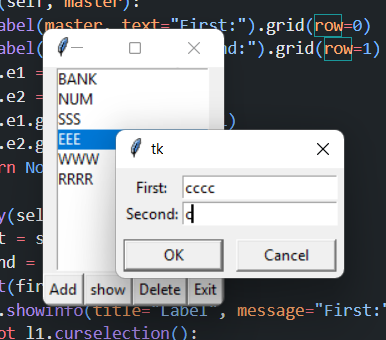 (self, master):
abel(master, text="First:").grid(row=0)
abel( nd:").grid(row=1)
.e1 =
.e2 =
.e1.g )
.e2.g
rn No
y(sel
t = s
nd =
t(fin
.showinfo(title="Label", message="First:"
ot l1.curselection():
BANK
NUM
SSS
EEE
WWW
RRRR
Add show Delete Exit
tk
First: cccc
Second: c
OK Cancel